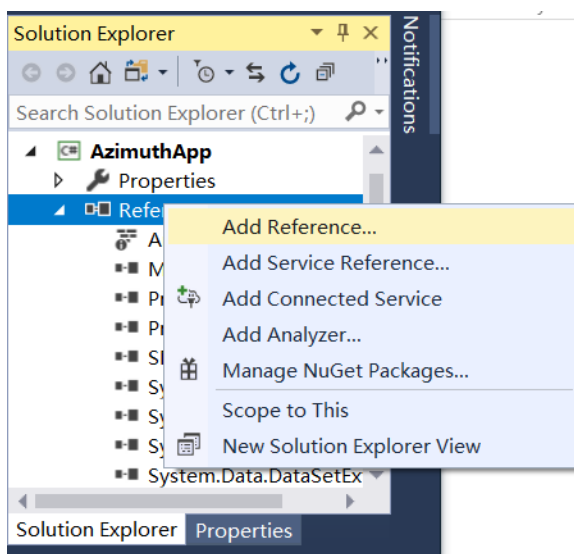 Solution Explorer
Search Solution Explorer (Ctrl+;)
AzimuthApp
Properties
Add Reference...
Add Service Reference...
Add Connected Service
Add Analyzer...
Manage NuGet Packages...
Scope to This
New Solution Explorer View
System.Data.DataSetEx
Solution Explorer
Properties
Notifications